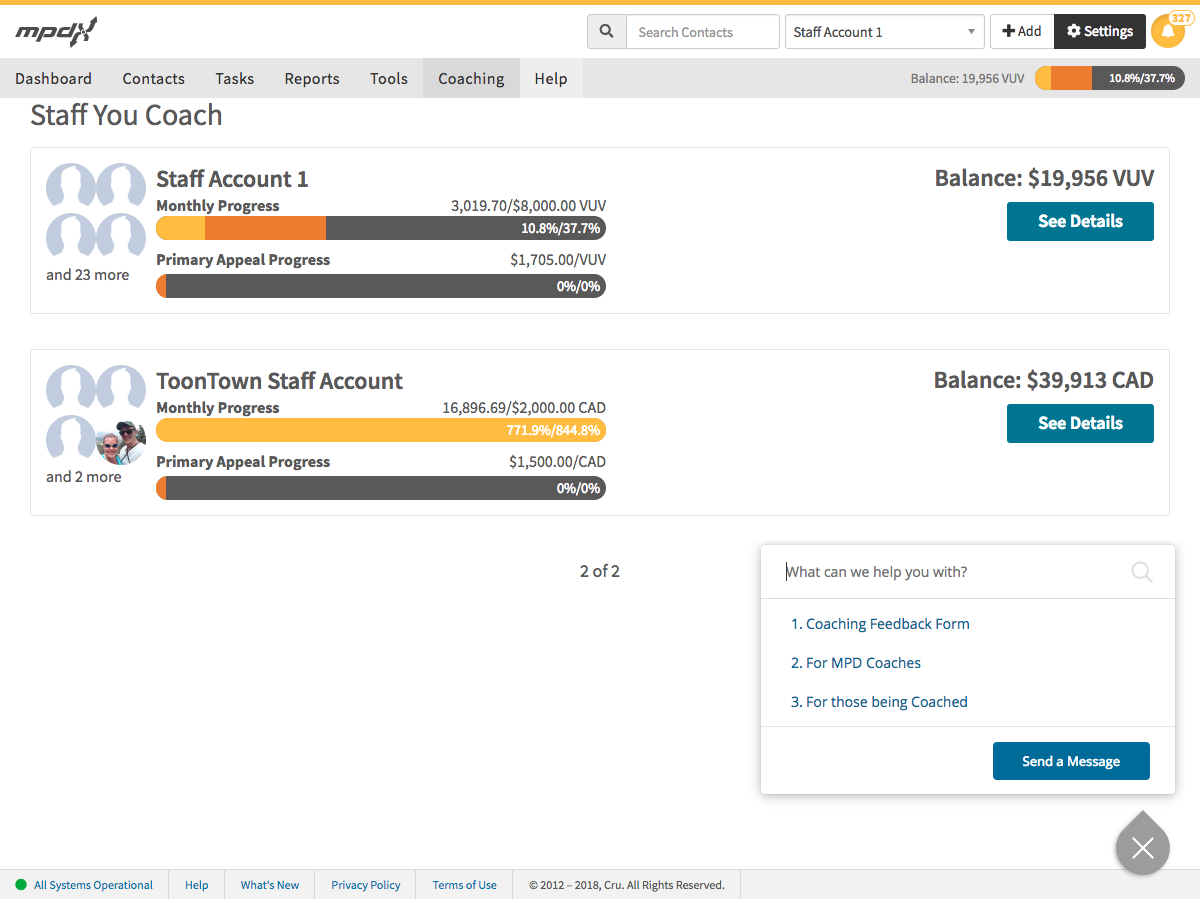 mpdx
Search Contacts
Staff Account 1
Add
Settings
327
Dashboard Contacts Tasks Reports Tools Coaching Help
Balance: 19,956 VUV
10.8%/37.7%
Staff You Coach
Staff Account 1
Balance: $19,956 VUV
Monthly Progress 3,019.70/$8,000.00 VUV
10.8%/37.7%
See Details
Primary Appeal Progress $1,705.00/VUV
and 23 more
0%/0%
ToonTown Staff Account
Balance: $39,913 CAD
Monthly Progress 16,896.69/$2,000.00 CAD
771.9%/844.8%
See Details
Primary Appeal Progress $1,500.00/CAD
and 2 more
0%/0%
2 of 2
What can we help you with?
1. Coaching Feedback Form
2. For MPD Coaches
3. For those being Coached
Send a Message
All Systems Operational Help What's New Privacy Policy Terms of Use © 2012 – 2018, Cru. All Rights Reserved.